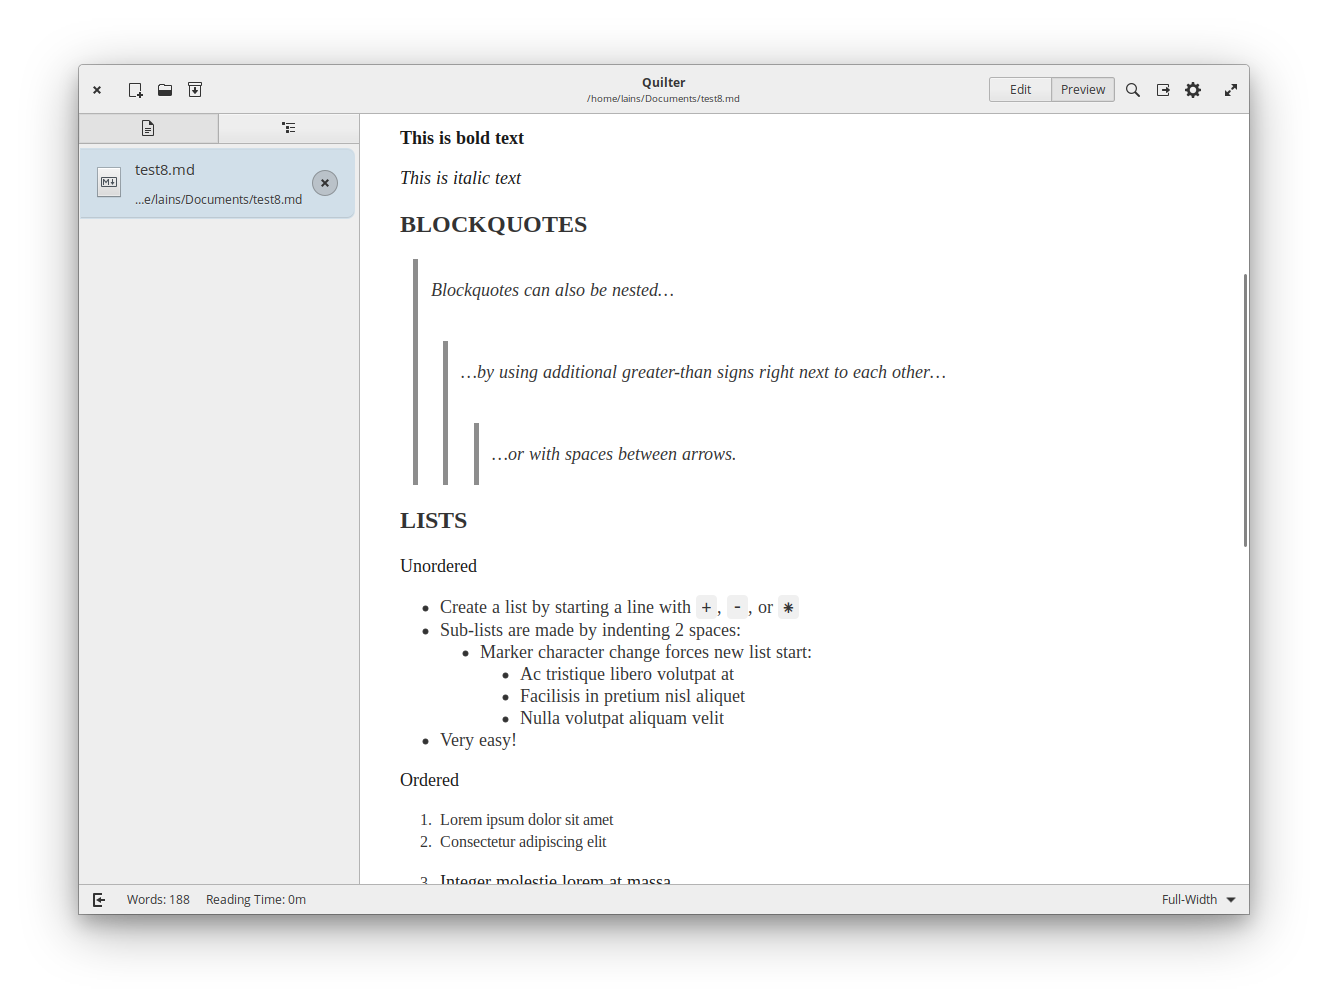 Quilter
/home/lains/Documents/test8.md
Edit
Preview
test8.md
...e/lains/Documents/test8.md
This is bold text
This is italic text
BLOCKQUOTES
Blockquotes can also be nested…
…by using additional greater-than signs right next to each other…
…or with spaces between arrows.
LISTS
Unordered
• Create a list by starting a line with +, -, or *
• Sub-lists are made by indenting 2 spaces:
• Marker character change forces new list start:
• Ac tristique libero volutpat at
• Facilisis in pretium nisl aliquet
• Nulla volutpat aliquam velit
• Very easy!
Ordered
1. Lorem ipsum dolor sit amet
2. Consectetur adipiscing elit
3. Integer molestie lorem at massa
Words: 188 Reading Time: 0m
Full-Width